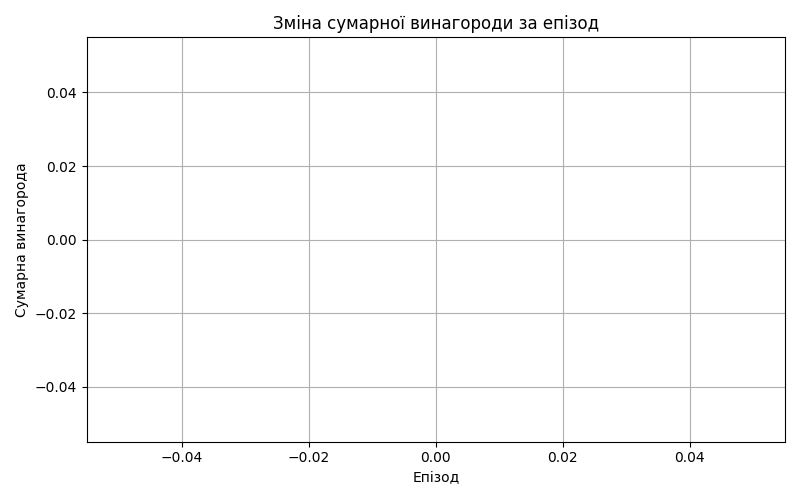 Зміна сумарної винагороди за епізод
0.04
0.02
0.00
−0.02
−0.04
Сумарна винагорода
−0.04 −0.02 0.00 0.02 0.04
Епізод